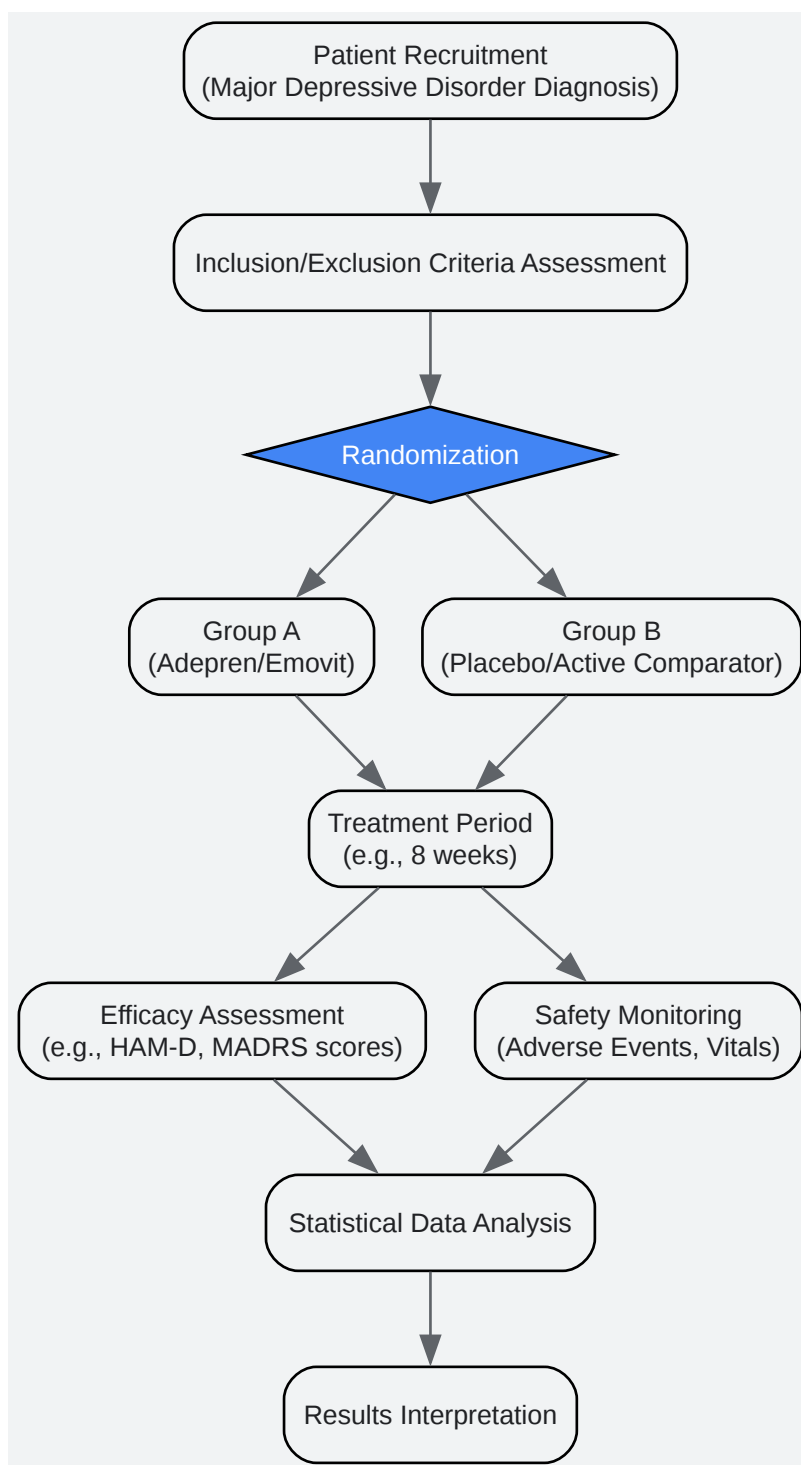 Patient Recruitment
(Major Depressive Disorder Diagnosis)
Inclusion/Exclusion Criteria Assessment
Randomization
Group A
(Adepren/Emovit)
Group B
(Placebo/Active Comparator)
Treatment Period
(e.g., 8 weeks)
Efficacy Assessment
(e.g., HAM-D, MADRS scores)
Safety Monitoring
(Adverse Events, Vitals)
Statistical Data Analysis
Results Interpretation